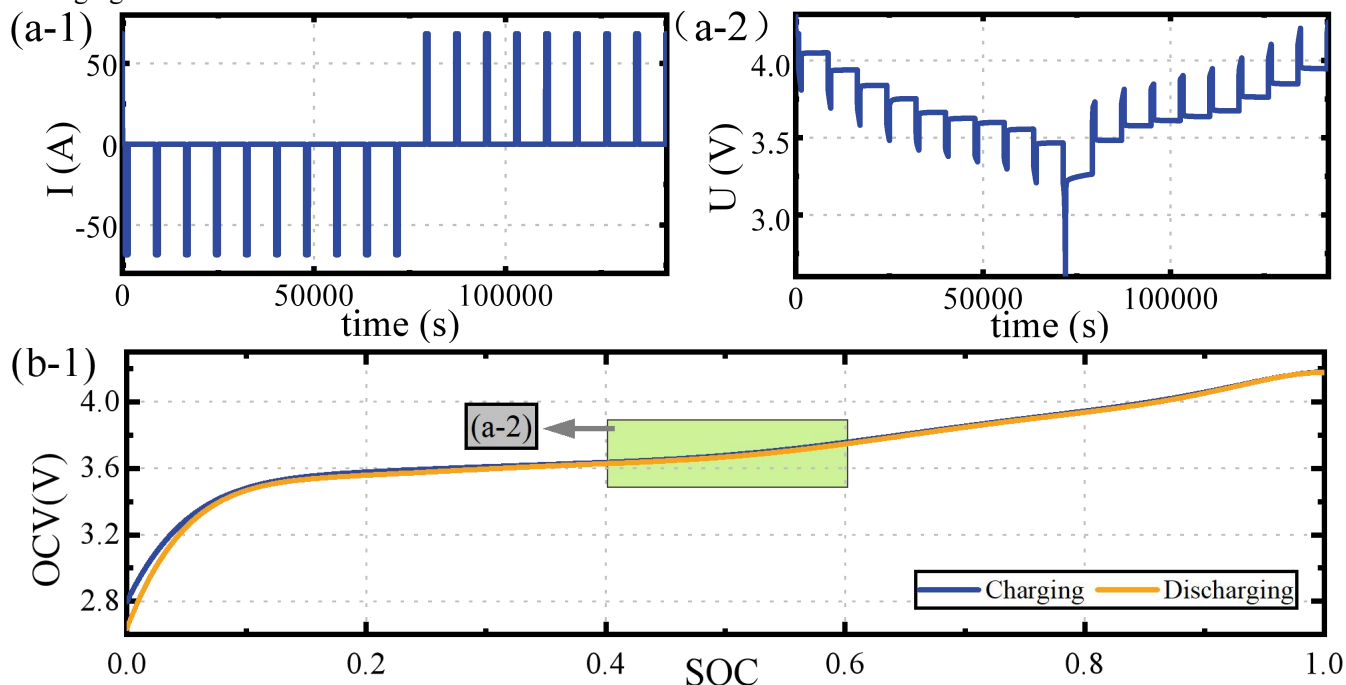 (a-1)
50
0
-50
I (A)
0
50000
100000
time (s)
(a-2)
4.0
3.5
3.0
U (V)
0
50000
100000
time (s)
(b-1)
4.0
3.6
3.2
2.8
OCV(V)
(a-2)
Charging
Discharging
0.0
0.2
0.4
0.6
0.8
1.0
SOC